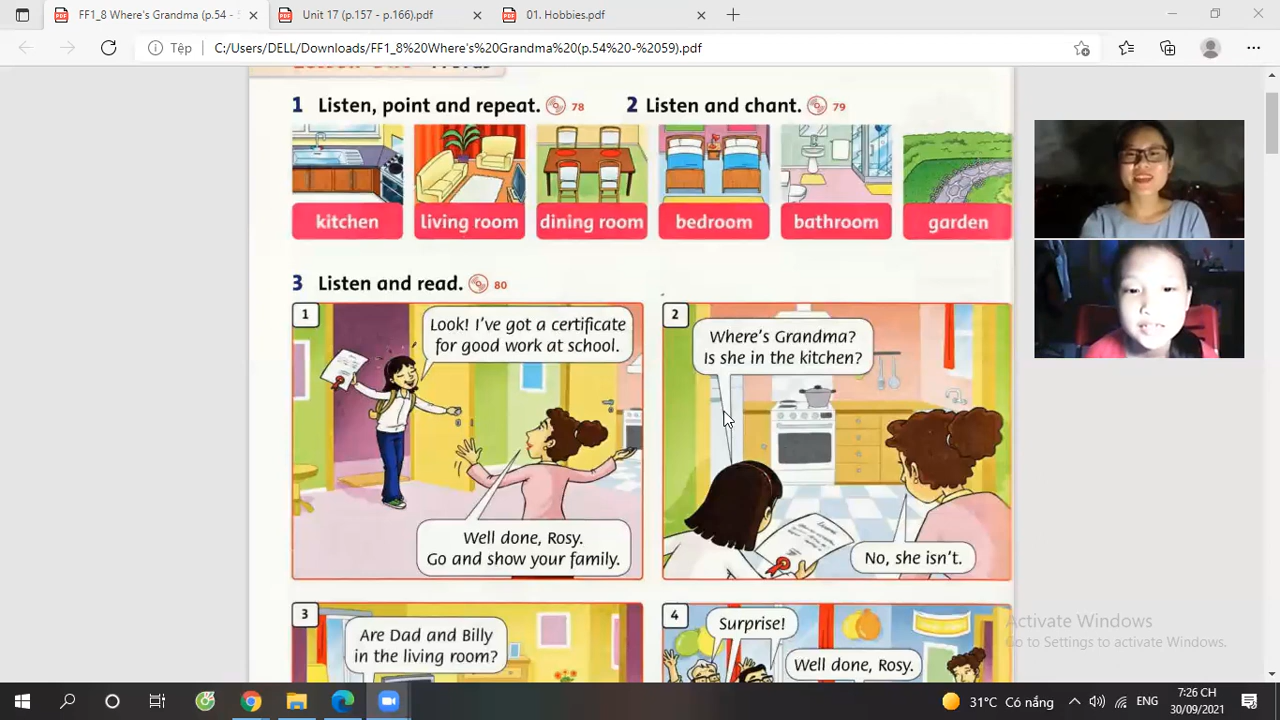 FF1_8 Where's Grandma (p.54 - 5
Unit 17 (p.157 - p.166).pdf
01. Hobbies.pdf
Tệp
C:/Users/DELL/Downloads/FF1_8%20Where's%20Grandma%20(p.54%20-%2059).pdf
1 Listen, point and repeat. 78
2 Listen and chant. 79
kitchen
living room
dining room
bedroom
bathroom
garden
3 Listen and read. 80
1
Look! I've got a certificate
for good work at school.
Well done, Rosy.
Go and show your family.
2
Where's Grandma?
Is she in the kitchen?
No, she isn't.
3
Are Dad and Billy
in the living room?
4
Surprise!
Well done, Rosy.
Activate Windows
Go to Settings to activate Windows.
31°C Có nắng
ENG
7:26 CH
30/09/2021